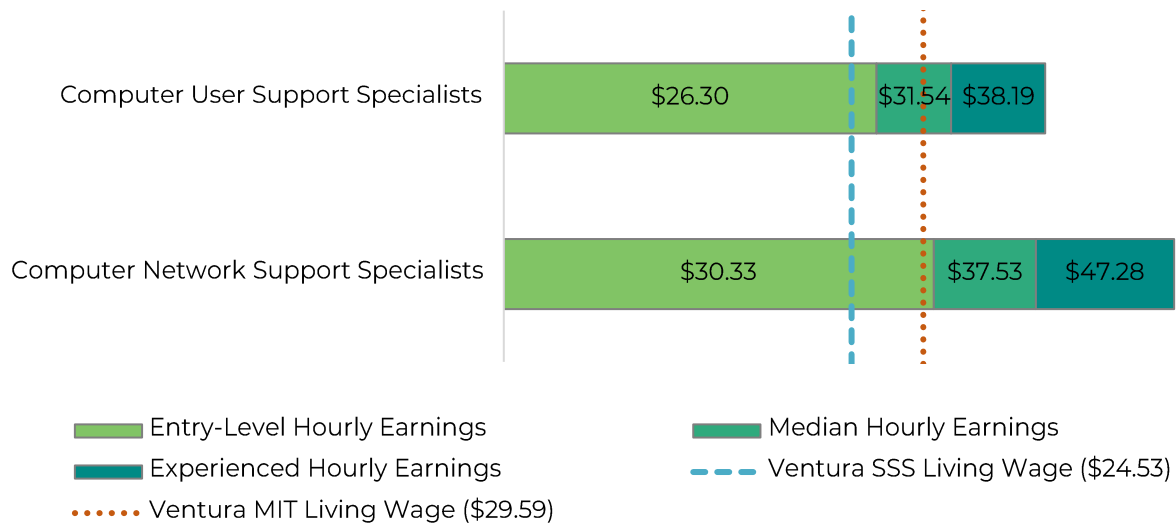 Computer User Support Specialists
$26.30
$31.54
$38.19
Computer Network Support Specialists
$30.33
$37.53
$47.28
Entry-Level Hourly Earnings
Median Hourly Earnings
Experienced Hourly Earnings
Ventura SSS Living Wage ($24.53)
Ventura MIT Living Wage ($29.59)